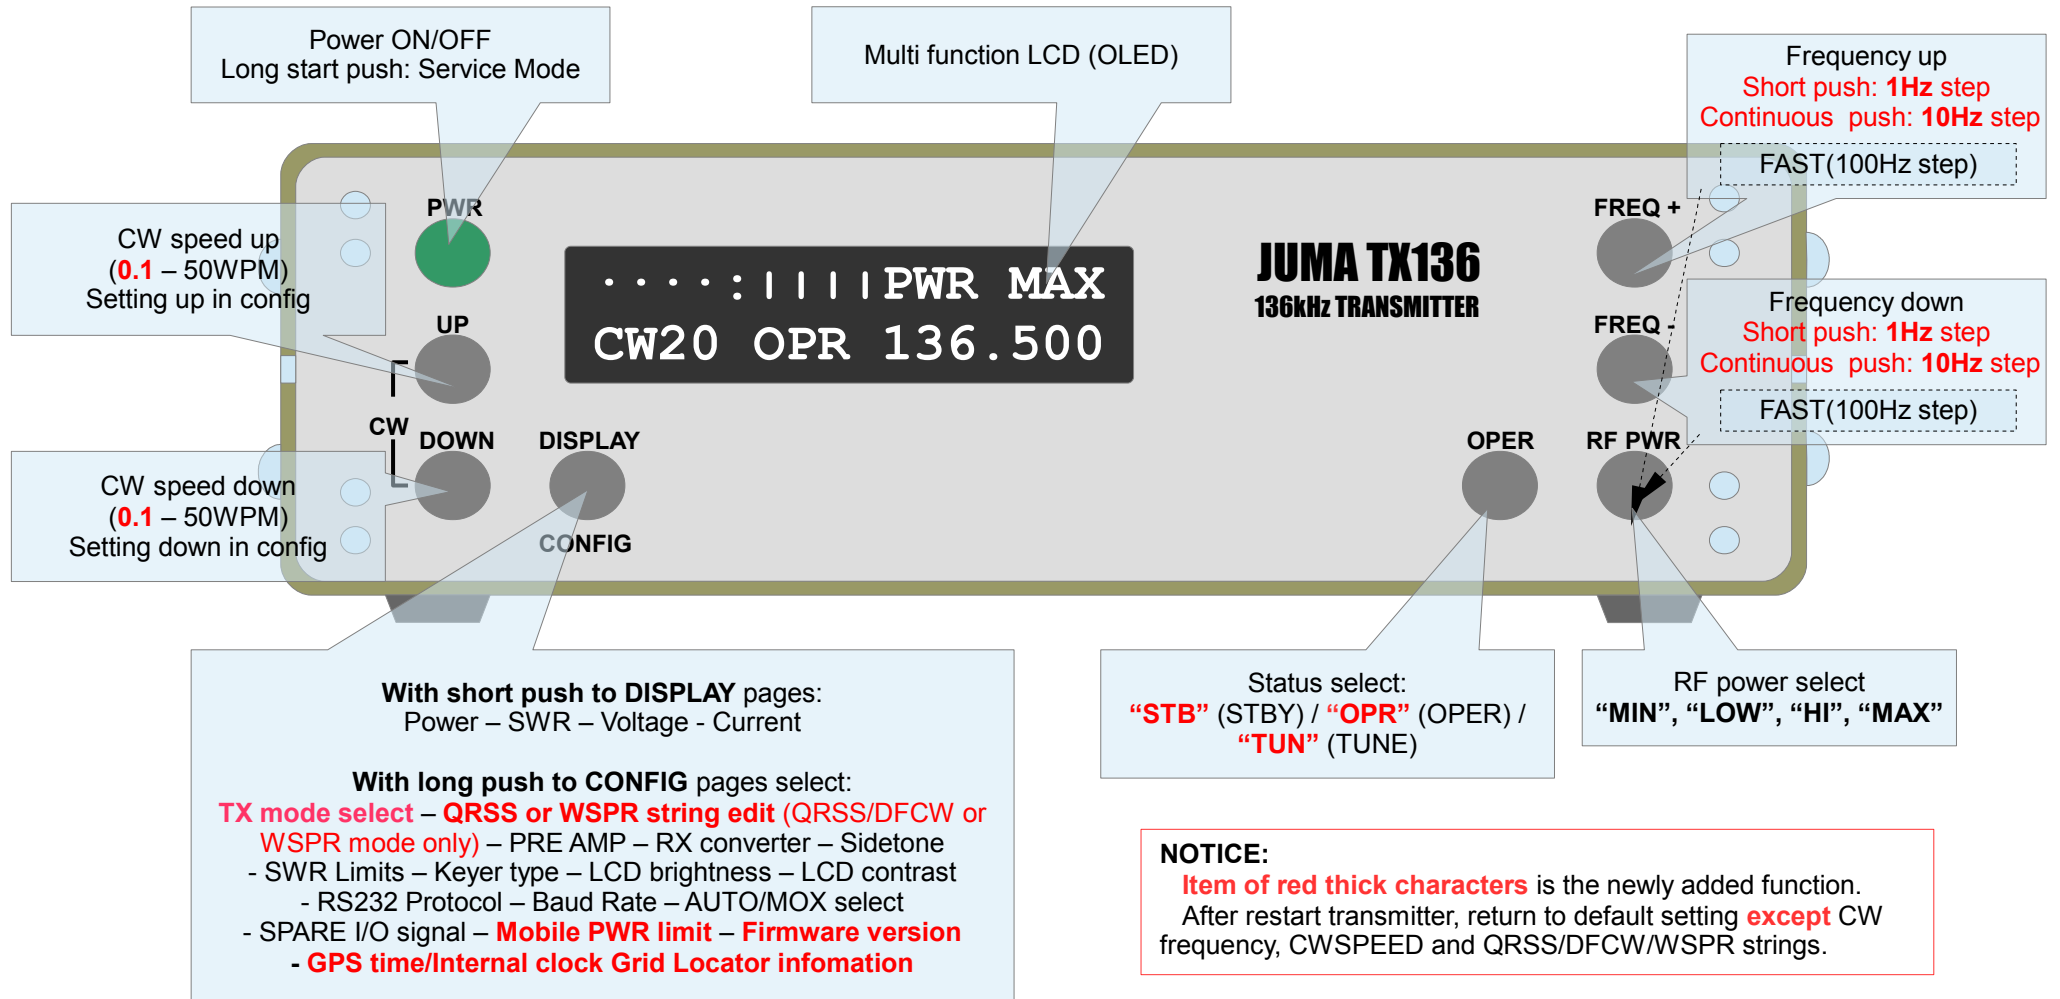 Power ON/OFF
Long start push: Service Mode
Multi function LCD (OLED)
Frequency up
Short push: 1Hz step
Continuous  push: 10Hz step
FAST(100Hz step)
CW speed up
(0.1 – 50WPM)
Setting up in config
PWR
UP
CW
DOWN
DISPLAY
CONFIG
····:||||PWR MAX
CW20 OPR 136.500
JUMA TX136
136kHz TRANSMITTER
FREQ +
FREQ -
OPER
RF PWR
Frequency down
Short push: 1Hz step
Continuous  push: 10Hz step
FAST(100Hz step)
CW speed down
(0.1 – 50WPM)
Setting down in config
With short push to DISPLAY pages:
Power – SWR – Voltage - Current
With long push to CONFIG pages select:
TX mode select – QRSS or WSPR string edit (QRSS/DFCW or
WSPR mode only) – PRE AMP – RX converter – Sidetone
- SWR Limits – Keyer type – LCD brightness – LCD contrast
- RS232 Protocol – Baud Rate – AUTO/MOX select
- SPARE I/O signal – Mobile PWR limit – Firmware version
- GPS time/Internal clock Grid Locator infomation
Status select:
“STB” (STBY) / “OPR” (OPER) /
“TUN” (TUNE)
RF power select
“MIN”, “LOW”, “HI”, “MAX”
NOTICE:
Item of red thick characters is the newly added function.
After restart transmitter, return to default setting except CW
frequency, CWSPEED and QRSS/DFCW/WSPR strings.